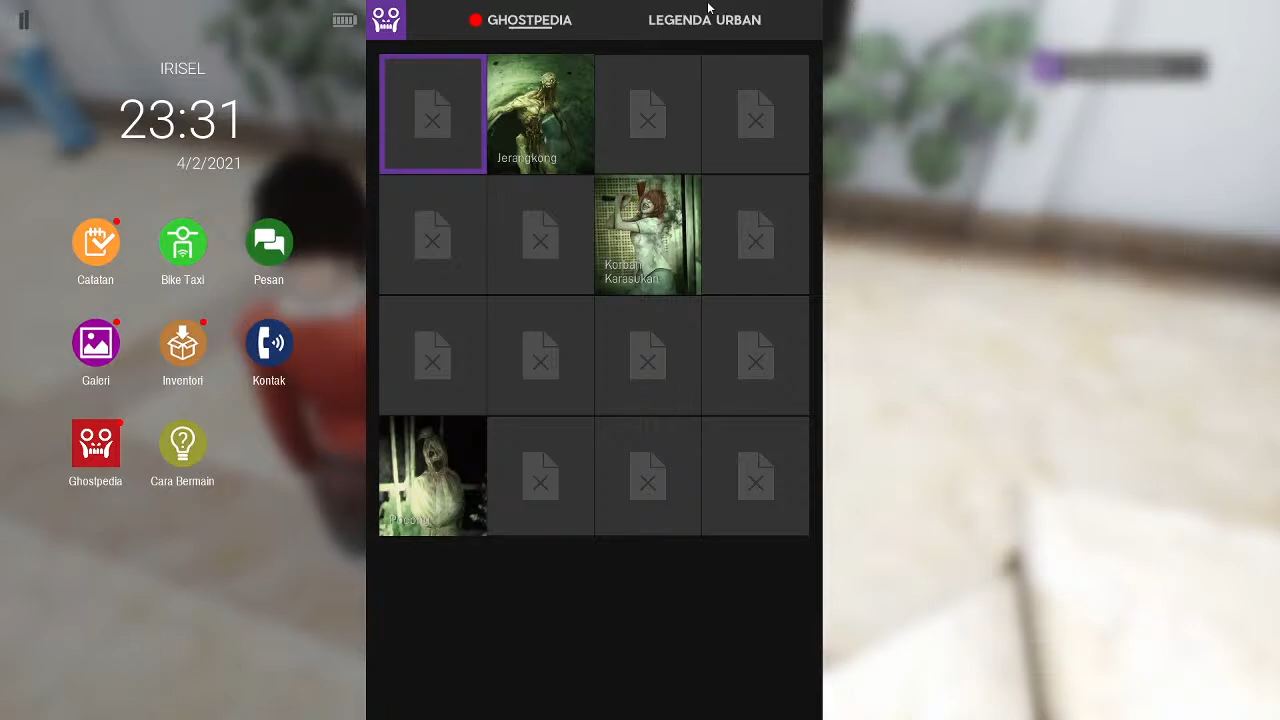 GHOSTPEDIA
LEGENDA URBAN
IRISEL
23:31
4/2/2021
Catatan
Bike Taxi
Pesan
Galeri
Inventori
Kontak
Ghostpedia
Cara Bermain
Jerangkong
Korban
Karasukan
Pocong